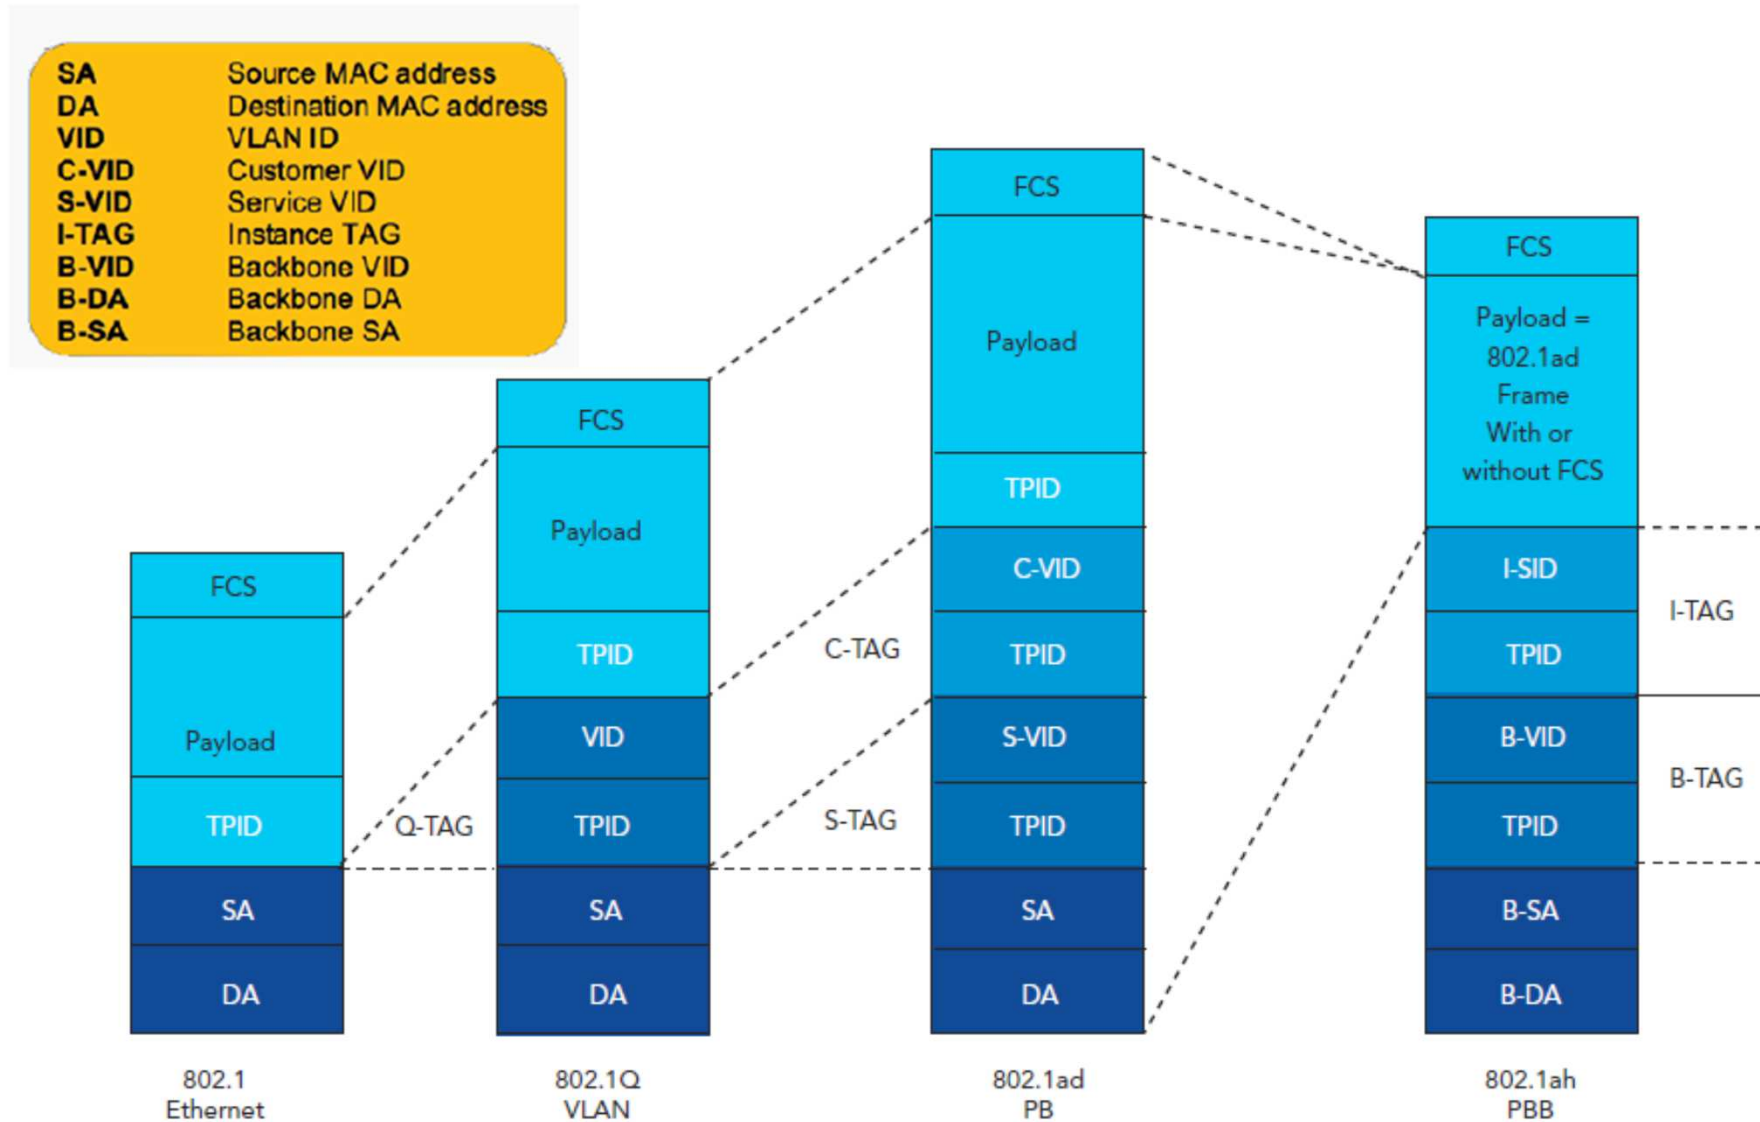 SA Source MAC address
DA Destination MAC address
VID VLAN ID
C-VID Customer VID
S-VID Service VID
I-TAG Instance TAG
B-VID Backbone VID
B-DA Backbone DA
B-SA Backbone SA
FCS
Payload
TPID
SA
DA
802.1
Ethernet
Q-TAG
FCS
Payload
TPID
VID
TPID
SA
DA
802.1Q
VLAN
C-TAG
S-TAG
FCS
Payload
TPID
C-VID
TPID
S-VID
TPID
SA
DA
802.1ad
PB
FCS
Payload =
802.1ad
Frame
With or
without FCS
I-SID
TPID
B-VID
TPID
B-SA
B-DA
802.1ah
PBB
I-TAG
B-TAG